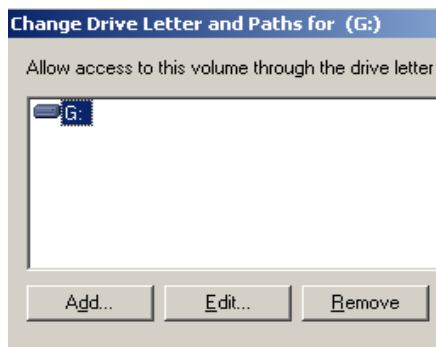 Change Drive Letter and Paths for (G:)
Allow access to this volume through the drive letter
G:
Add... Edit... Remove